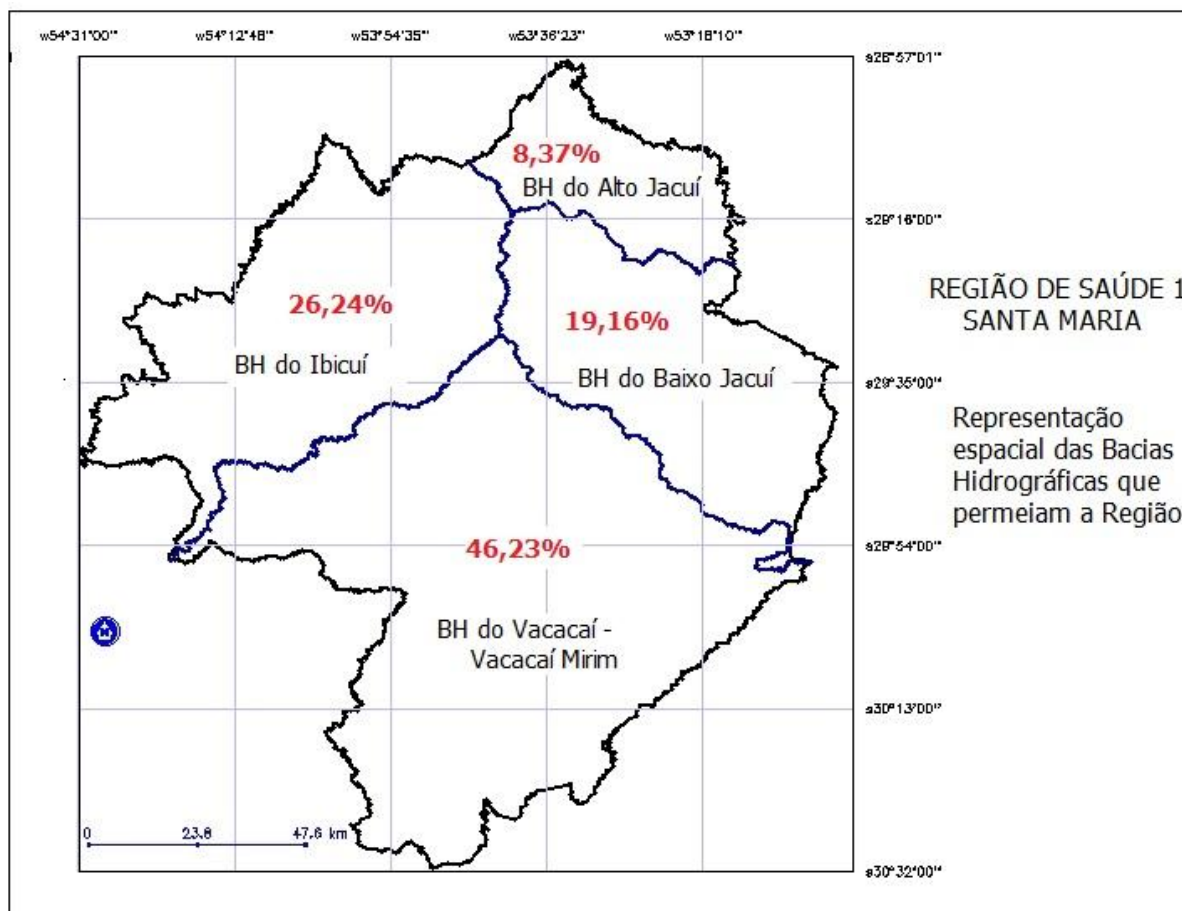 w54°31'00" w54°12'48" w53°54'35" w53°36'23" w53°18'10"
s28°57'01"
8,37%
BH do Alto Jacuí
s29°16'00"
26,24%
19,16%
REGIÃO DE SAÚDE 1
SANTA MARIA
BH do Ibicuí
BH do Baixo Jacuí
s29°35'00"
Representação
espacial das Bacias
Hidrográficas que
permeiam a Região
46,23%
s29°54'00"
BH do Vacacaí -
Vacacaí Mirim
s30°13'00"
0 23.8 47.6 km
s30°32'00"